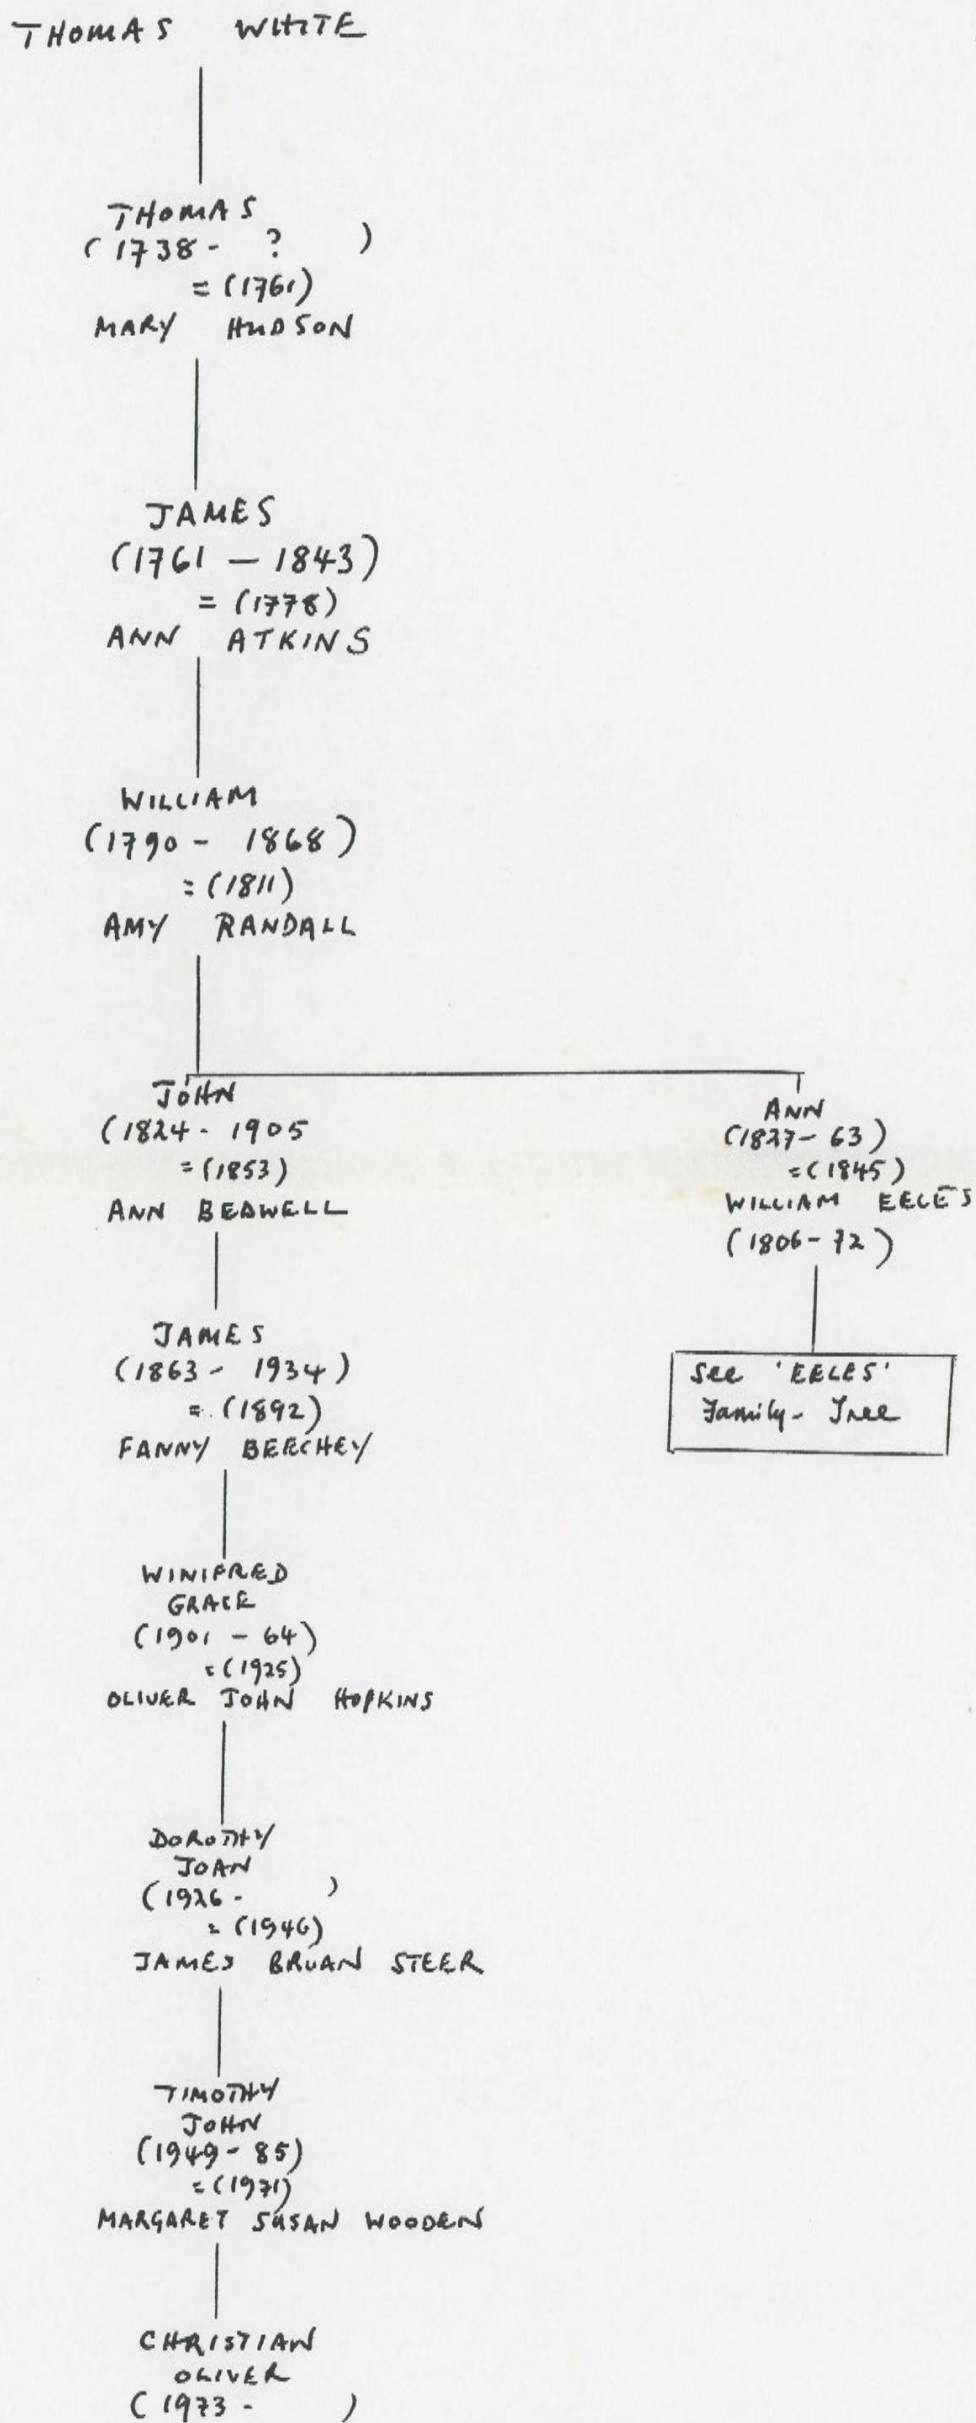 THOMAS WHITE
THOMAS
(1738- ? )
= (1761)
MARY HUDSON
JAMES
(1761 — 1843)
= (1778)
ANN ATKINS
WILLIAM
(1790 - 1868)
= (1811)
AMY RANDALL
JOHN
(1824 - 1905
= (1853)
ANN BEDWELL
ANN
(1827- 63)
= (1845)
WILLIAM EELES
(1806-72)
See 'EELES'
Family-Tree
JAMES
(1863 - 1934)
= (1892)
FANNY BEECHEY
WINIFRED
GRACE
(1901 - 64)
= (1925)
OLIVER JOHN HOPKINS
DOROTHY
JOAN
(1926 - )
= (1946)
JAMES BRUAN STEER
TIMOTHY
JOHN
(1949 - 85)
= (1971)
MARGARET SUSAN WOODEN
CHRISTIAN
OLIVER
(1973 - )